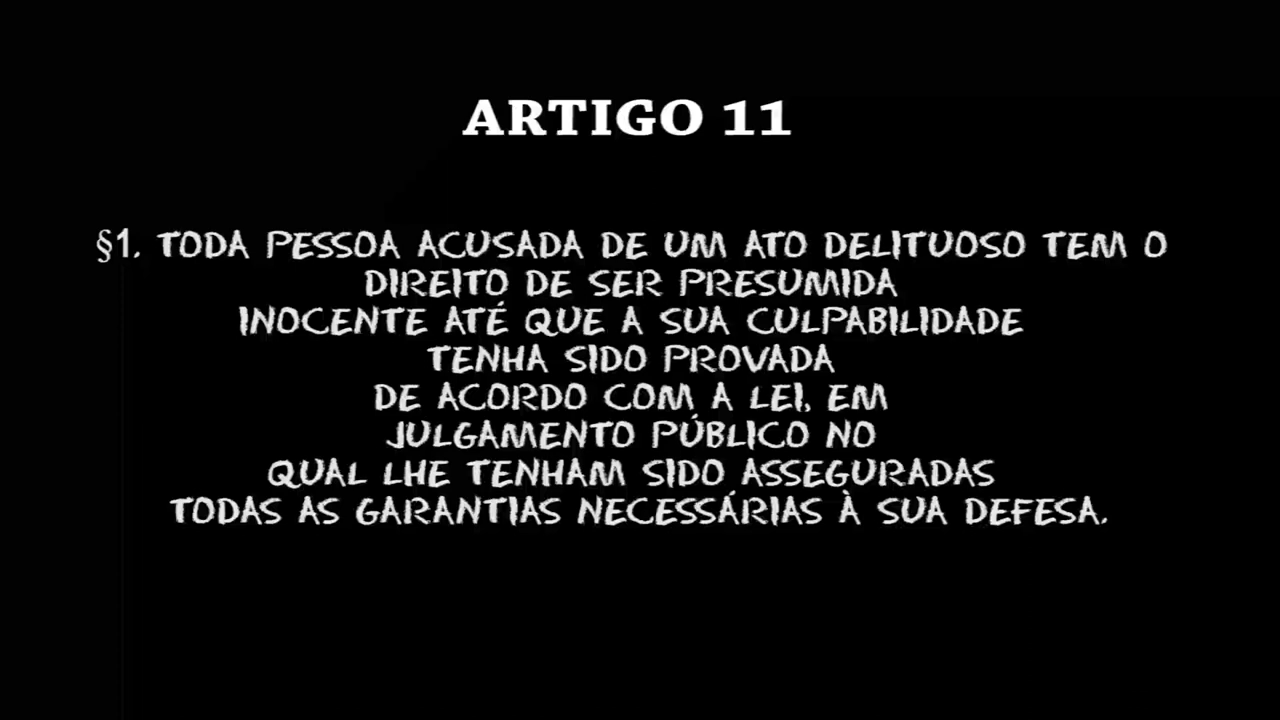 ARTIGO 11
§1. TODA PESSOA ACUSADA DE UM ATO DELITUOSO TEM O
DIREITO DE SER PRESUMIDA
INOCENTE ATÉ QUE A SUA CULPABILIDADE
TENHA SIDO PROVADA
DE ACORDO COM A LEI, EM
JULGAMENTO PÚBLICO NO
QUAL LHE TENHAM SIDO ASSEGURADAS
TODAS AS GARANTIAS NECESSÁRIAS À SUA DEFESA.